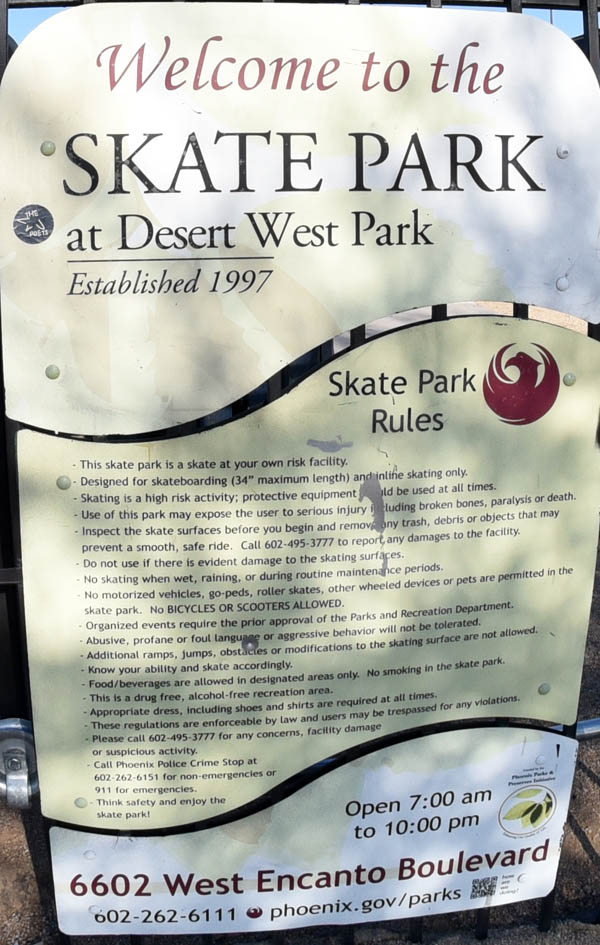 Welcome to the
SKATE PARK
THE
POETS
at Desert West Park
Established 1997
Skate Park
Rules
- This skate park is a skate at your own risk facility.
- Designed for skateboarding (34" maximum length) and inline skating only.
- Skating is a high risk activity; protective equipment be used at all times.
- Use of this park may expose the user to serious injury including broken bones, paralysis or death.
- Inspect the skate surfaces before you begin and remove any trash, debris or objects that may
prevent a smooth, safe ride. Call 602-495-3777 to report any damages to the facility.
- Do not use if there is evident damage to the skating surfaces.
- No skating when wet, raining, or during routine maintenance periods.
- No motorized vehicles, go-peds, roller skates, other wheeled devices or pets are permitted in the
skate park. No BICYCLES OR SCOOTERS ALLOWED.
- Organized events require the prior approval of the Parks and Recreation Department.
- Abusive, profane or foul language or aggressive behavior will not be tolerated.
- Additional ramps, jumps, obstacles or modifications to the skating surface are not allowed.
- Know your ability and skate accordingly.
- Food/beverages are allowed in designated areas only. No smoking in the skate park.
- This is a drug free, alcohol-free recreation area.
- Appropriate dress, including shoes and shirts are required at all times.
- These regulations are enforceable by law and users may be trespassed for any violations.
- Please call 602-495-3777 for any concerns, facility damage
or suspicious activity.
- Call Phoenix Police Crime Stop at
602-262-6151 for non-emergencies or
911 for emergencies.
- Think safety and enjoy the
skate park!
Phoenix Parks &
Preserves Initiative
Open 7:00 am
to 10:00 pm
6602 West Encanto Boulevard
602-262-6111 phoenix.gov/parks
how
are
we
doing?